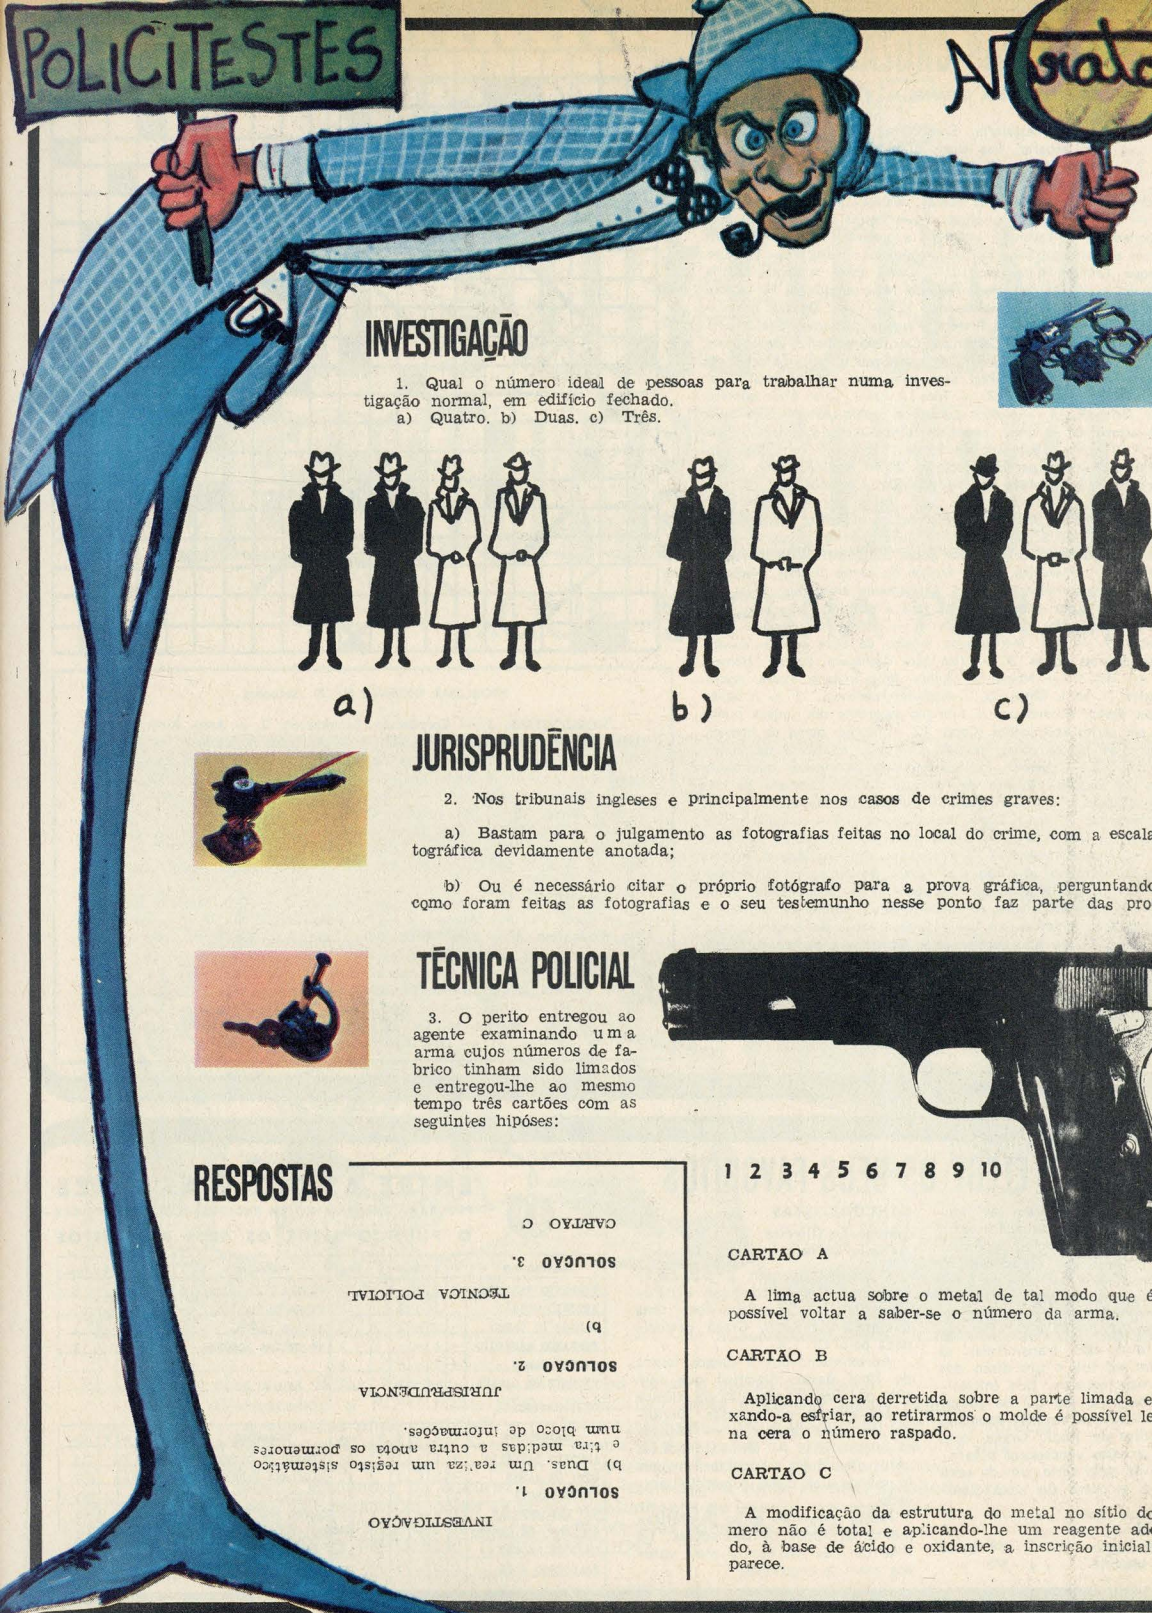 POLICITESTES
INVESTIGAÇÃO
1. Qual o número ideal de pessoas para trabalhar numa inves-
tigação normal, em edifício fechado.
a) Quatro. b) Duas. c) Três.
a) b) c)
JURISPRUDÊNCIA
2. Nos tribunais ingleses e principalmente nos casos de crimes graves:
a) Bastam para o julgamento as fotografias feitas no local do crime, com a escala
tográfica devidamente anotada;
b) Ou é necessário citar o próprio fotógrafo para a prova gráfica, perguntando
como foram feitas as fotografias e o seu testemunho nesse ponto faz parte das pro
TÉCNICA POLICIAL
3. O perito entregou ao
agente examinando uma
arma cujos números de fa-
brico tinham sido limados
e entregou-lhe ao mesmo
tempo três cartões com as
seguintes hipóses:
1 2 3 4 5 6 7 8 9 10
CARTÃO A
A lima actua sobre o metal de tal modo que é
possível voltar a saber-se o número da arma.
CARTÃO B
Aplicando cera derretida sobre a parte limada e
xando-a esfriar, ao retirarmos o molde é possível le
na cera o número raspado.
CARTÃO C
A modificação da estrutura do metal no sítio do
mero não é total e aplicando-lhe um reagente ad
do, à base de ácido e oxidante, a inscrição inicial
parece.
RESPOSTAS
INVESTIGAÇÃO
SOLUÇÃO 1.
b) Duas. Um realiza um registo sistemático
e tira medidas a outra anota os pormenores
num bloco de informações.
JURISPRUDÊNCIA
SOLUÇÃO 2.
b)
TÉCNICA POLICIAL
SOLUÇÃO 3.
CARTÃO C